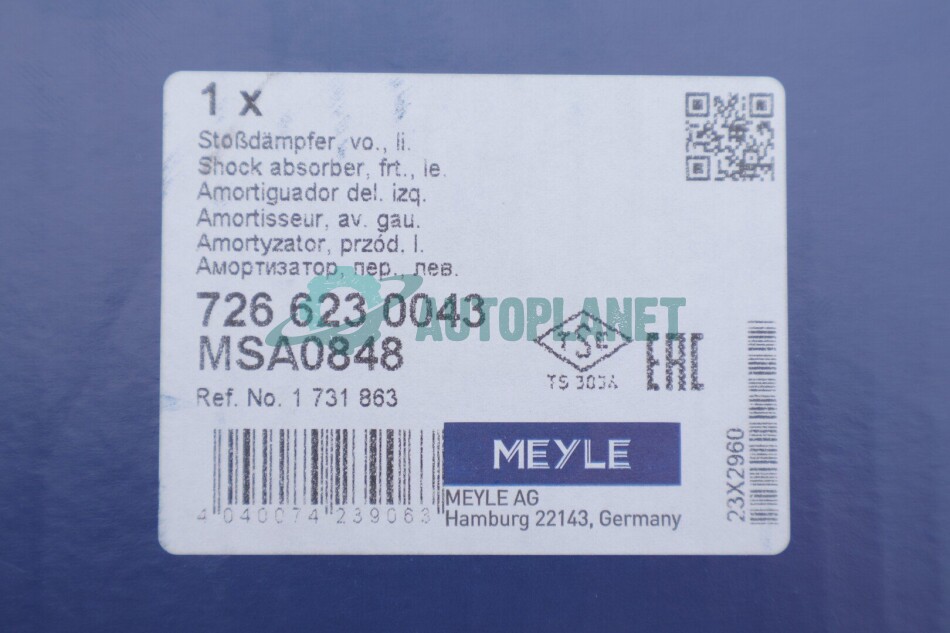 1 x
Stoßdämpfer, vo., li.
Shock absorber, frt., le.
Amortiguador del. izq.
Amortisseur, av. gau.
Amortyzator, przód. l.
Амортизатор, пер., лев.
726 623 0043
AUTOPLANET
MSA0848
TSE
EAC
Ref. No. 1 731 863
MEYLE
MEYLE AG
Hamburg 22143, Germany
4 040074 239063
23X2960